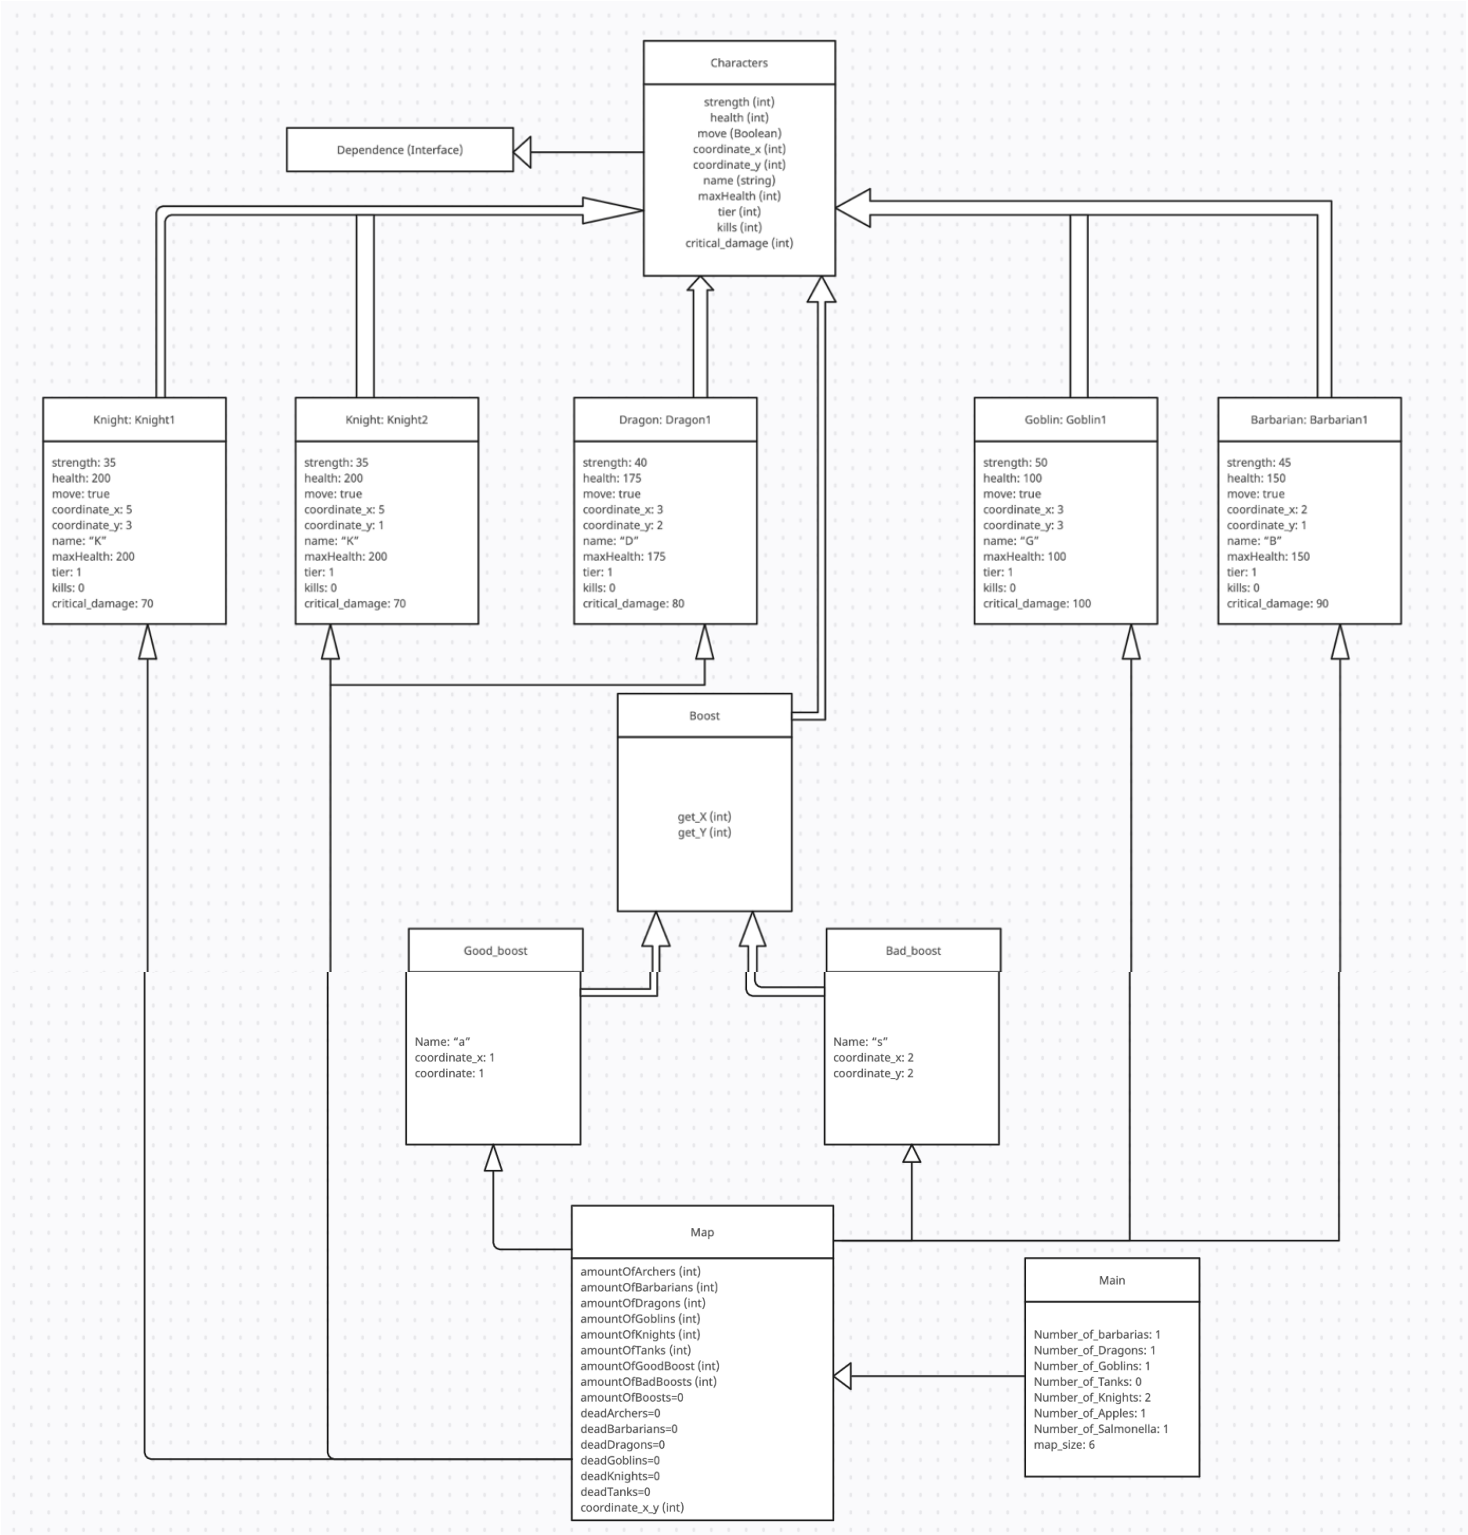 Characters
strength (int)
health (int)
move (Boolean)
coordinate_x (int)
coordinate_y (int)
name (string)
maxHealth (int)
tier (int)
kills (int)
critical_damage (int)
Dependence (Interface)
Knight: Knight1
strength: 35
health: 200
move: true
coordinate_x: 5
coordinate_y: 3
name: “K”
maxHealth: 200
tier: 1
kills: 0
critical_damage: 70
Knight: Knight2
strength: 35
health: 200
move: true
coordinate_x: 5
coordinate_y: 1
name: “K”
maxHealth: 200
tier: 1
kills: 0
critical_damage: 70
Dragon: Dragon1
strength: 40
health: 175
move: true
coordinate_x: 3
coordinate_y: 2
name: “D”
maxHealth: 175
tier: 1
kills: 0
critical_damage: 80
Goblin: Goblin1
strength: 50
health: 100
move: true
coordinate_x: 3
coordinate_y: 3
name: “G”
maxHealth: 100
tier: 1
kills: 0
critical_damage: 100
Barbarian: Barbarian1
strength: 45
health: 150
move: true
coordinate_x: 2
coordinate_y: 1
name: “B”
maxHealth: 150
tier: 1
kills: 0
critical_damage: 90
Boost
get_X (int)
get_Y (int)
Good_boost
Name: “a”
coordinate_x: 1
coordinate: 1
Bad_boost
Name: “s”
coordinate_x: 2
coordinate_y: 2
Map
amountOfArchers (int)
amountOfBarbarians (int)
amountOfDragons (int)
amountOfGoblins (int)
amountOfKnights (int)
amountOfTanks (int)
amountOfGoodBoost (int)
amountOfBadBoosts (int)
amountOfBoosts=0
deadArchers=0
deadBarbarians=0
deadDragons=0
deadGoblins=0
deadKnights=0
deadTanks=0
coordinate_x_y (int)
Main
Number_of_barbarias: 1
Number_of_Dragons: 1
Number_of_Goblins: 1
Number_of_Tanks: 0
Number_of_Knights: 2
Number_of_Apples: 1
Number_of_Salmonella: 1
map_size: 6